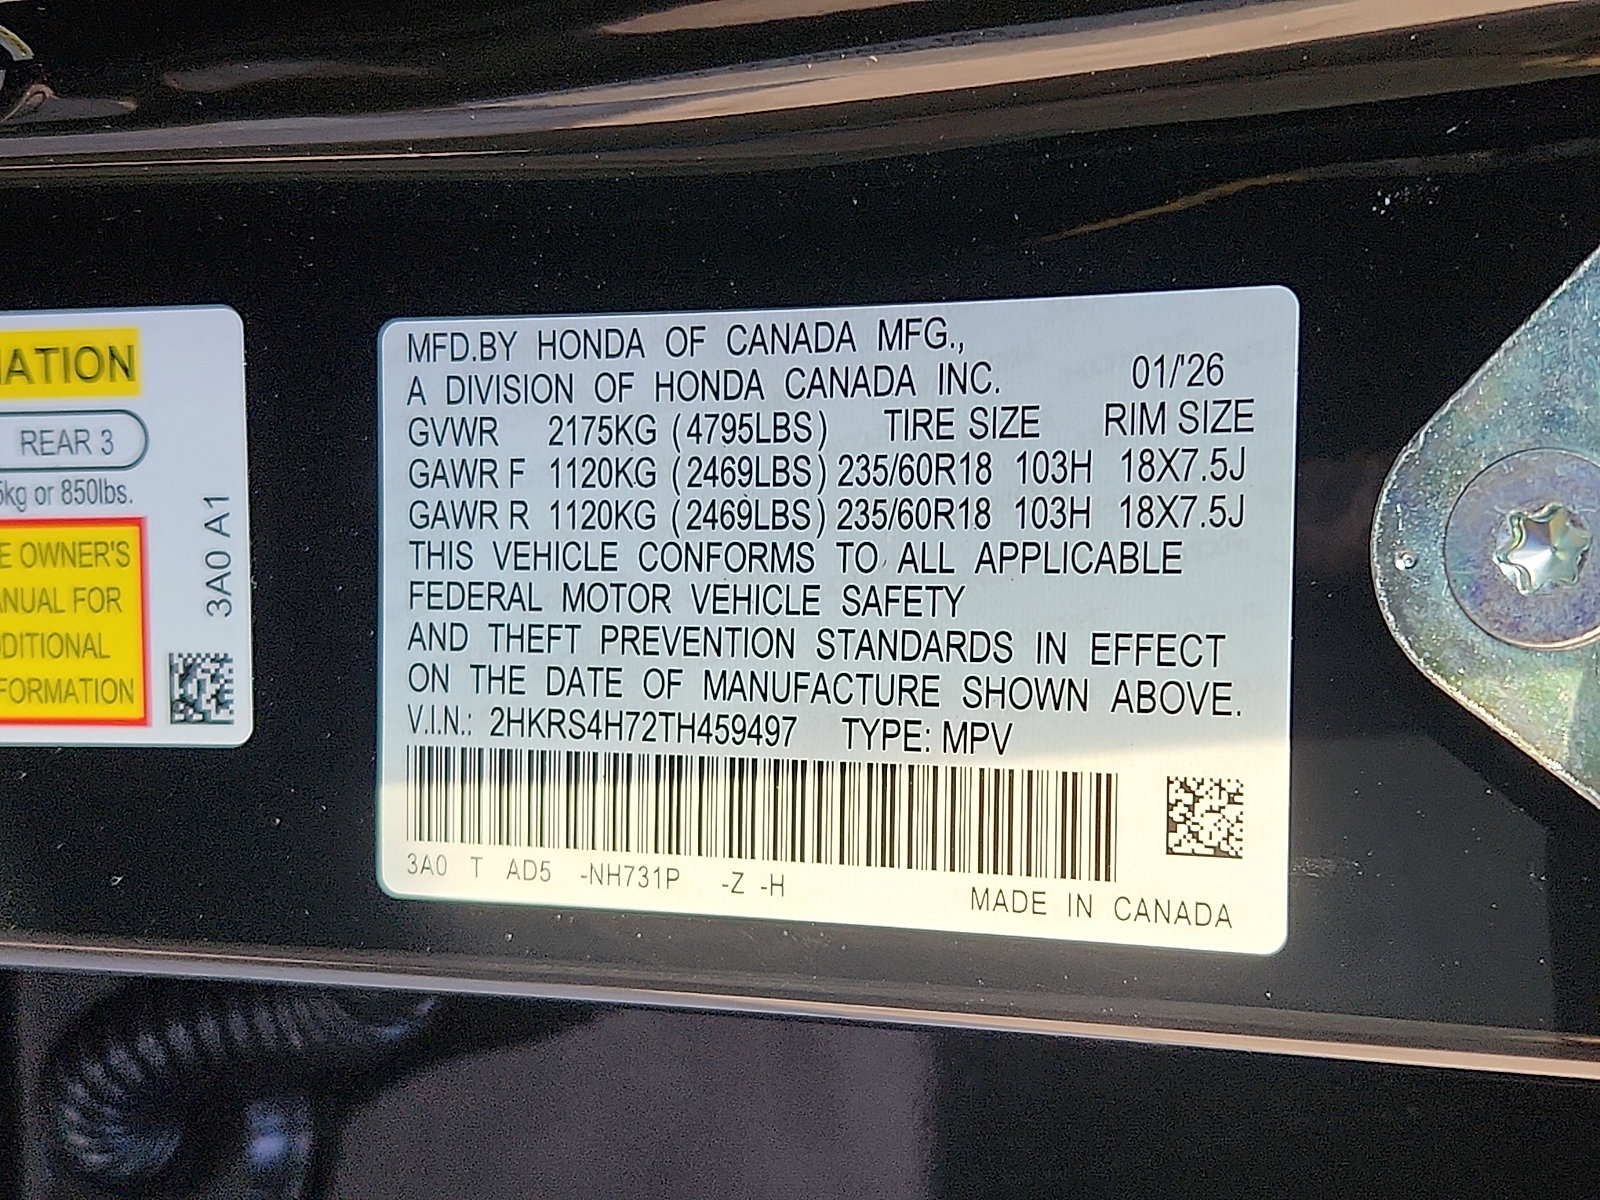 MATION
REAR 3
5kg or 850lbs.
E OWNER'S
ANUAL FOR
DDITIONAL
FORMATION
3A0 A1
MFD.BY HONDA OF CANADA MFG.,
A DIVISION OF HONDA CANADA INC. 01/'26
GVWR 2175KG (4795LBS) TIRE SIZE RIM SIZE
GAWR F 1120KG (2469LBS) 235/60R18 103H 18X7.5J
GAWR R 1120KG (2469LBS) 235/60R18 103H 18X7.5J
THIS VEHICLE CONFORMS TO ALL APPLICABLE
FEDERAL MOTOR VEHICLE SAFETY
AND THEFT PREVENTION STANDARDS IN EFFECT
ON THE DATE OF MANUFACTURE SHOWN ABOVE.
V.I.N.: 2HKRS4H72TH459497 TYPE: MPV
3A0 T AD5 -NH731P -Z -H
MADE IN CANADA